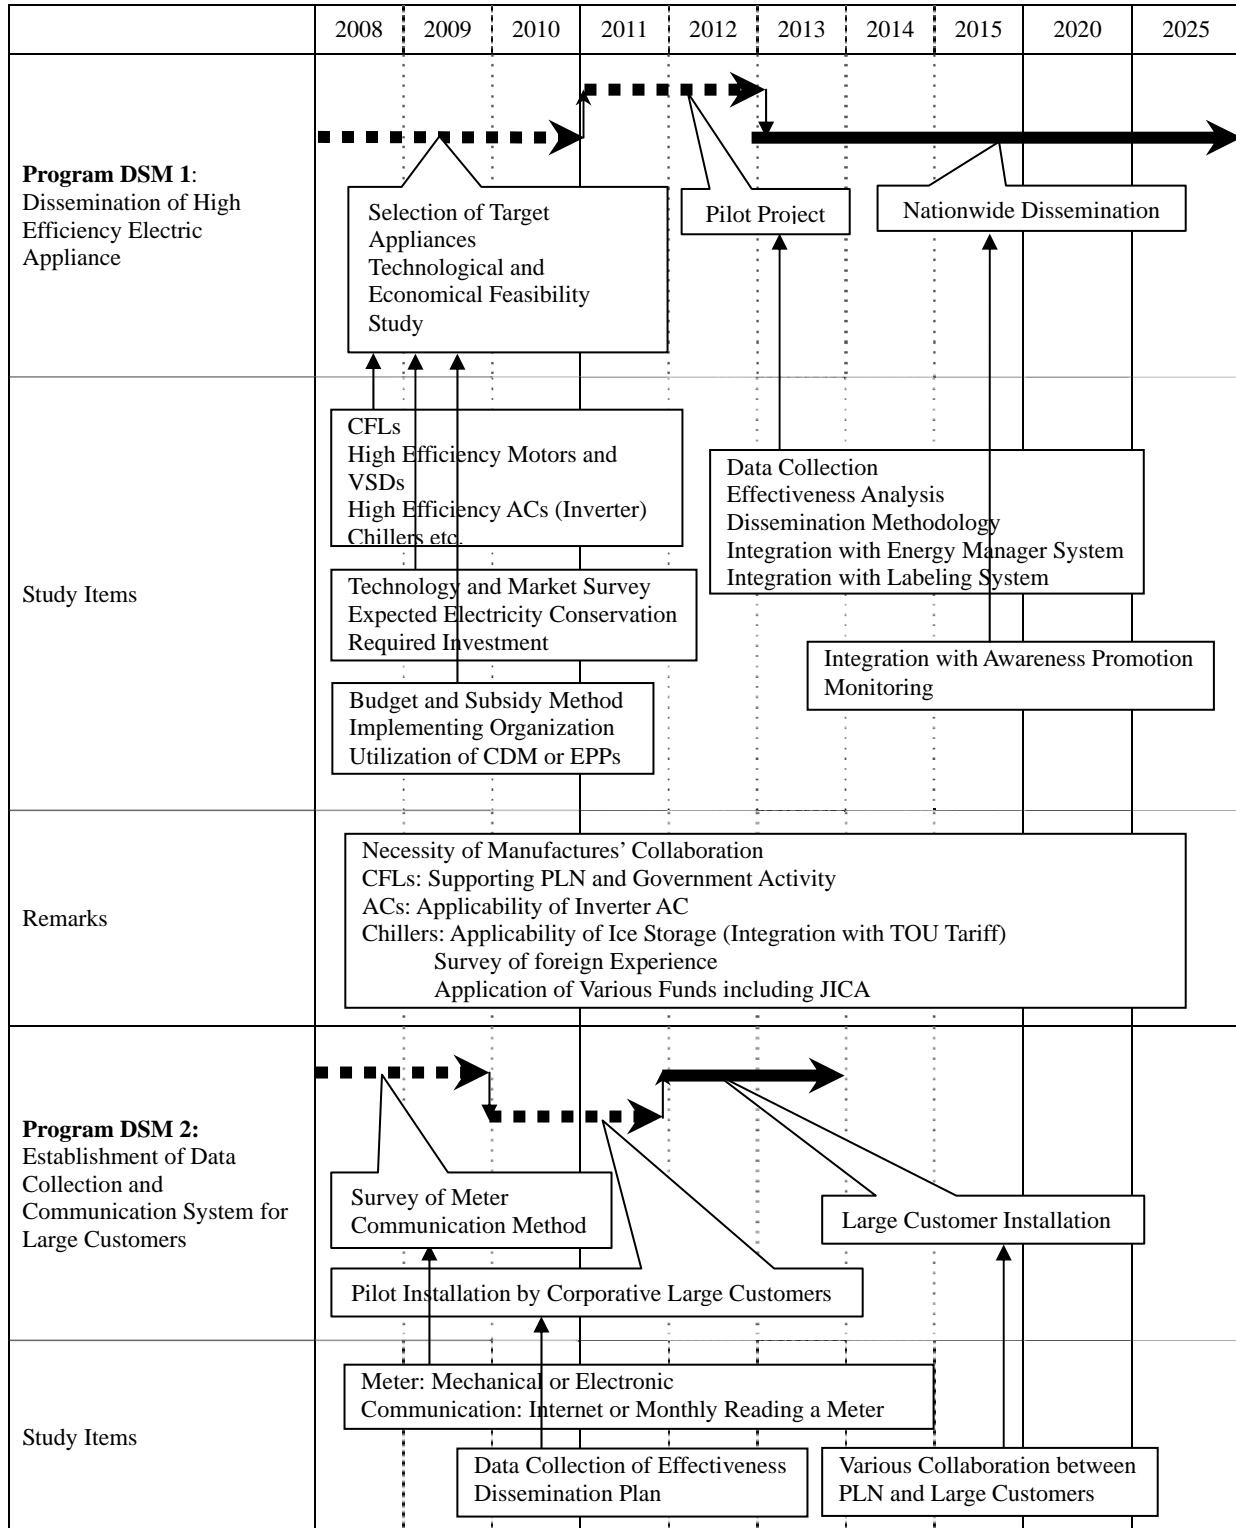 2008 2009 2010 2011 2012 2013 2014 2015 2020 2025
Program DSM 1:
Dissemination of High
Efficiency Electric
Appliance
Selection of Target
Appliances
Technological and
Economical Feasibility
Study
Pilot Project
Nationwide Dissemination
Study Items
CFLs
High Efficiency Motors and
VSDs
High Efficiency ACs (Inverter)
Chillers etc.
Technology and Market Survey
Expected Electricity Conservation
Required Investment
Budget and Subsidy Method
Implementing Organization
Utilization of CDM or EPPs
Data Collection
Effectiveness Analysis
Dissemination Methodology
Integration with Energy Manager System
Integration with Labeling System
Integration with Awareness Promotion
Monitoring
Remarks
Necessity of Manufactures’ Collaboration
CFLs: Supporting PLN and Government Activity
ACs: Applicability of Inverter AC
Chillers: Applicability of Ice Storage (Integration with TOU Tariff)
Survey of foreign Experience
Application of Various Funds including JICA
Program DSM 2:
Establishment of Data
Collection and
Communication System for
Large Customers
Survey of Meter
Communication Method
Pilot Installation by Corporative Large Customers
Large Customer Installation
Study Items
Meter: Mechanical or Electronic
Communication: Internet or Monthly Reading a Meter
Data Collection of Effectiveness
Dissemination Plan
Various Collaboration between
PLN and Large Customers